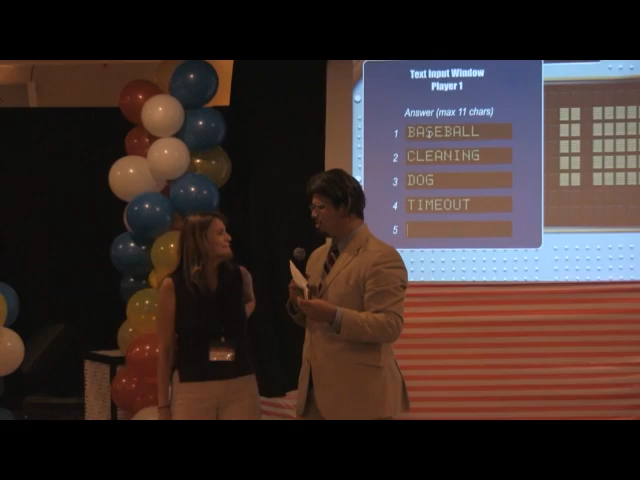 Text Input Window
Player 1
Answer (max 11 chars)
1 BASEBALL
2 CLEANING
3 DOG
4 TIMEOUT
5